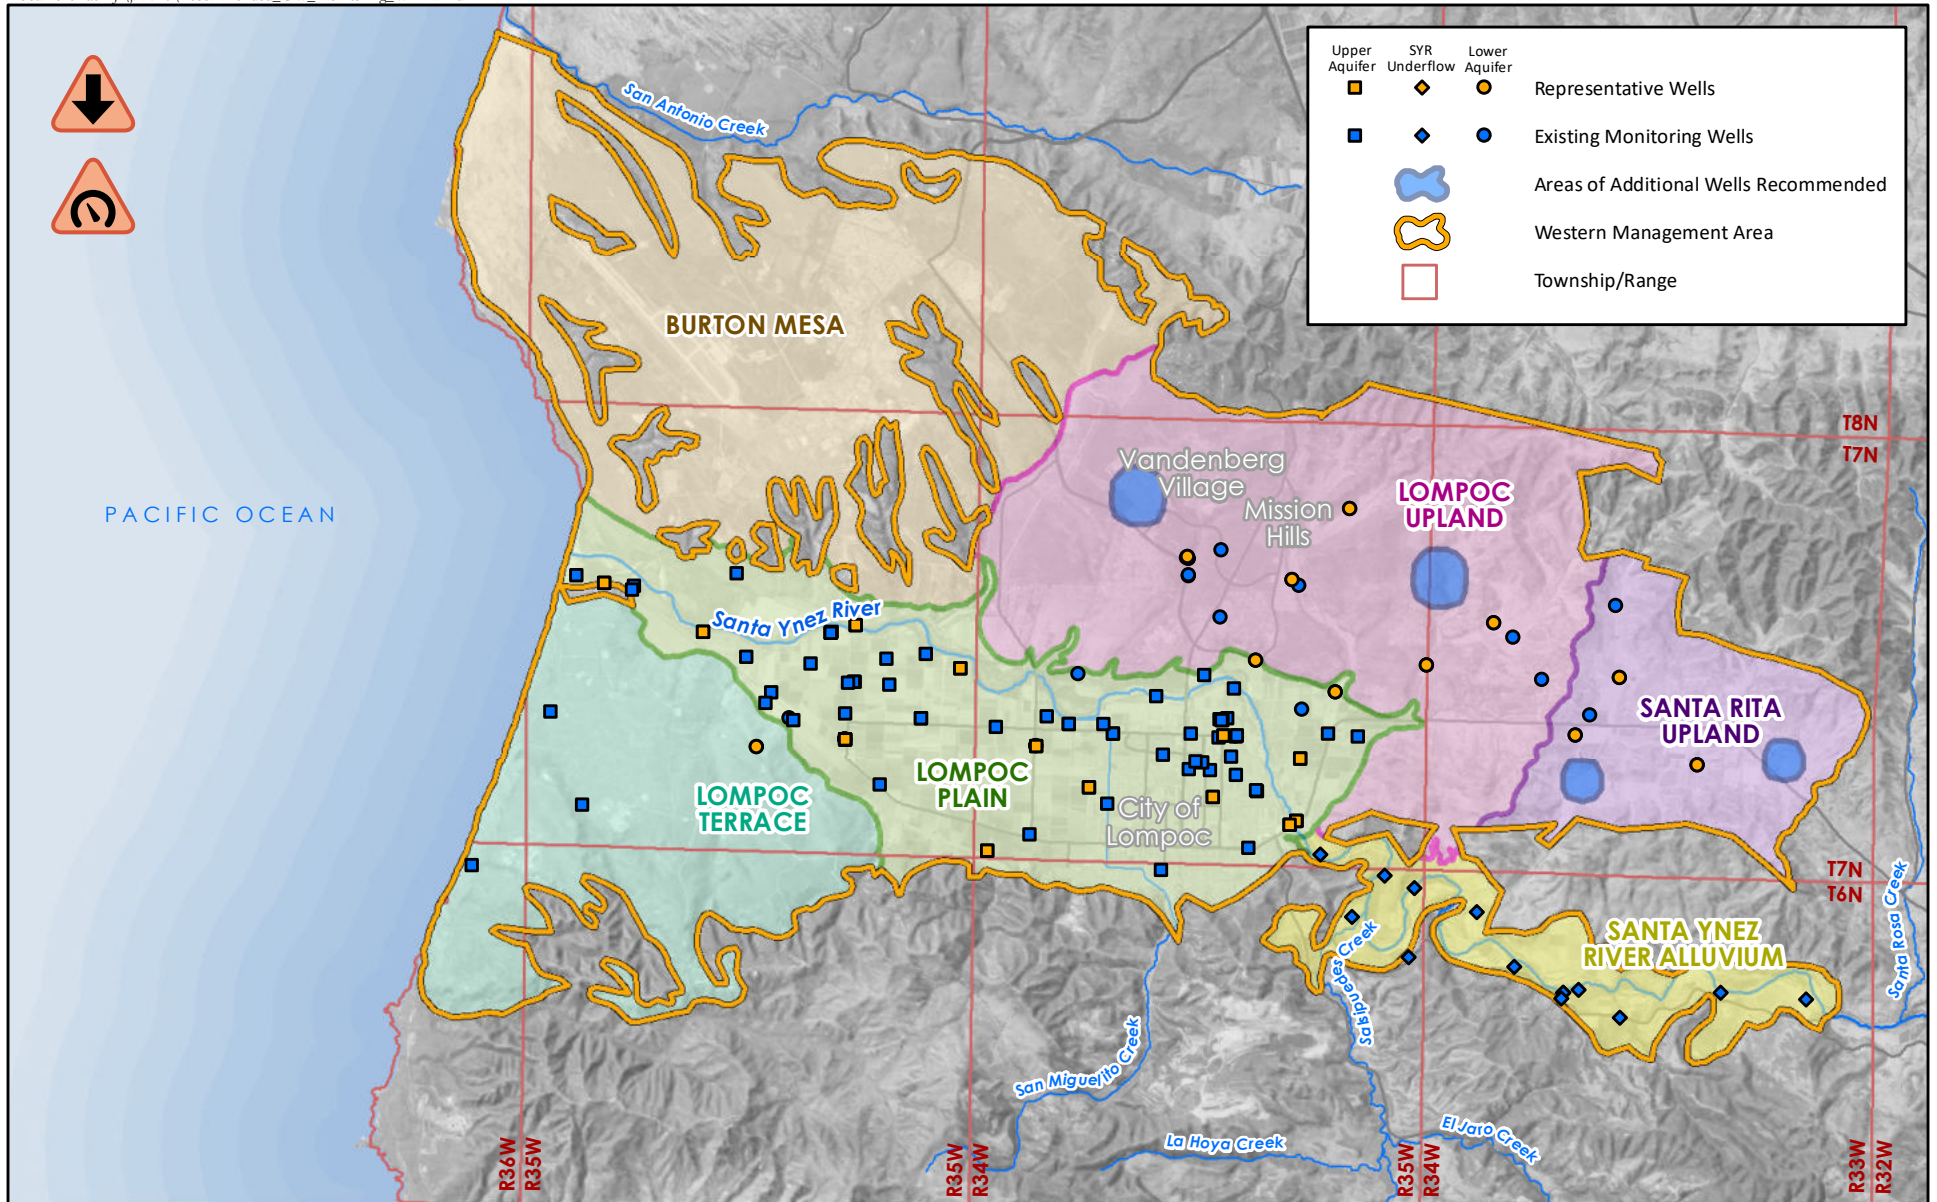 Upper
Aquifer
SYR
Underflow
Lower
Aquifer
Representative Wells
Existing Monitoring Wells
Areas of Additional Wells Recommended
Western Management Area
Township/Range
San Antonio Creek
BURTON MESA
T8N
T7N
PACIFIC OCEAN
Vandenberg
Village
Mission
Hills
LOMPOC
UPLAND
Santa Ynez River
SANTA RITA
UPLAND
LOMPOC
PLAIN
LOMPOC
TERRACE
City of
Lompoc
T7N
T6N
Santa Rosa Creek
SANTA YNEZ
RIVER ALLUVIUM
Salsipuedes Creek
San Miguelito Creek
La Hoya Creek
El Jaro Creek
R36W
R35W
R35W
R34W
R35W
R34W
R33W
R32W